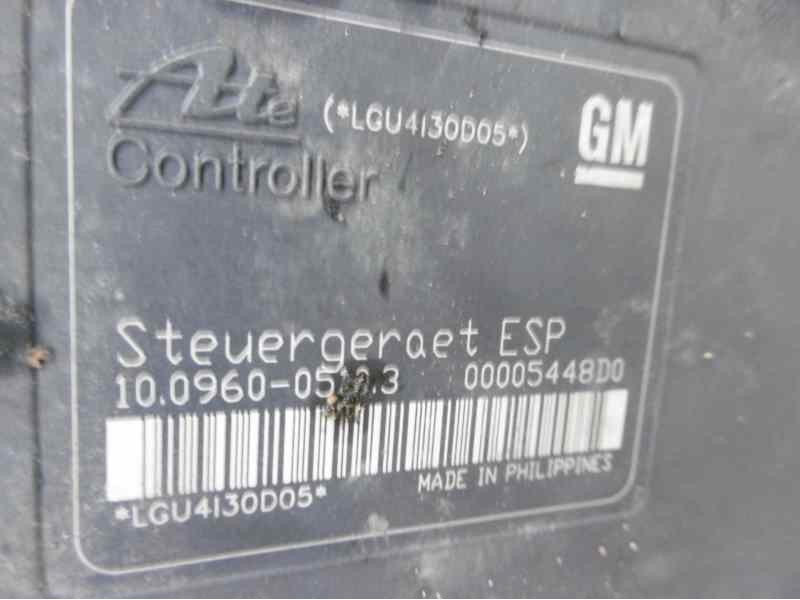 Ate (*LGU4130D05*) GM
Controller
Steuergeraet ESP
00005448D0
MADE IN PHILIPPINES
*LGU4130D05*